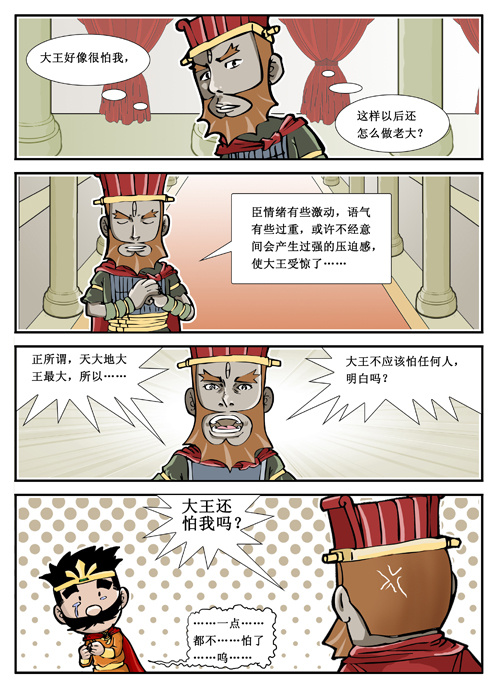 大王好像很怕我，
这样以后还
怎么做老大？
臣情绪有些激动，语气
有些过重，或许不经意
间会产生过强的压迫感，
使大王受惊了……
正所谓，天大地大
王最大，所以……
大王不应该怕任何人，
明白吗？
大王还
怕我吗？
……一点……
都不……怕了
……呜……